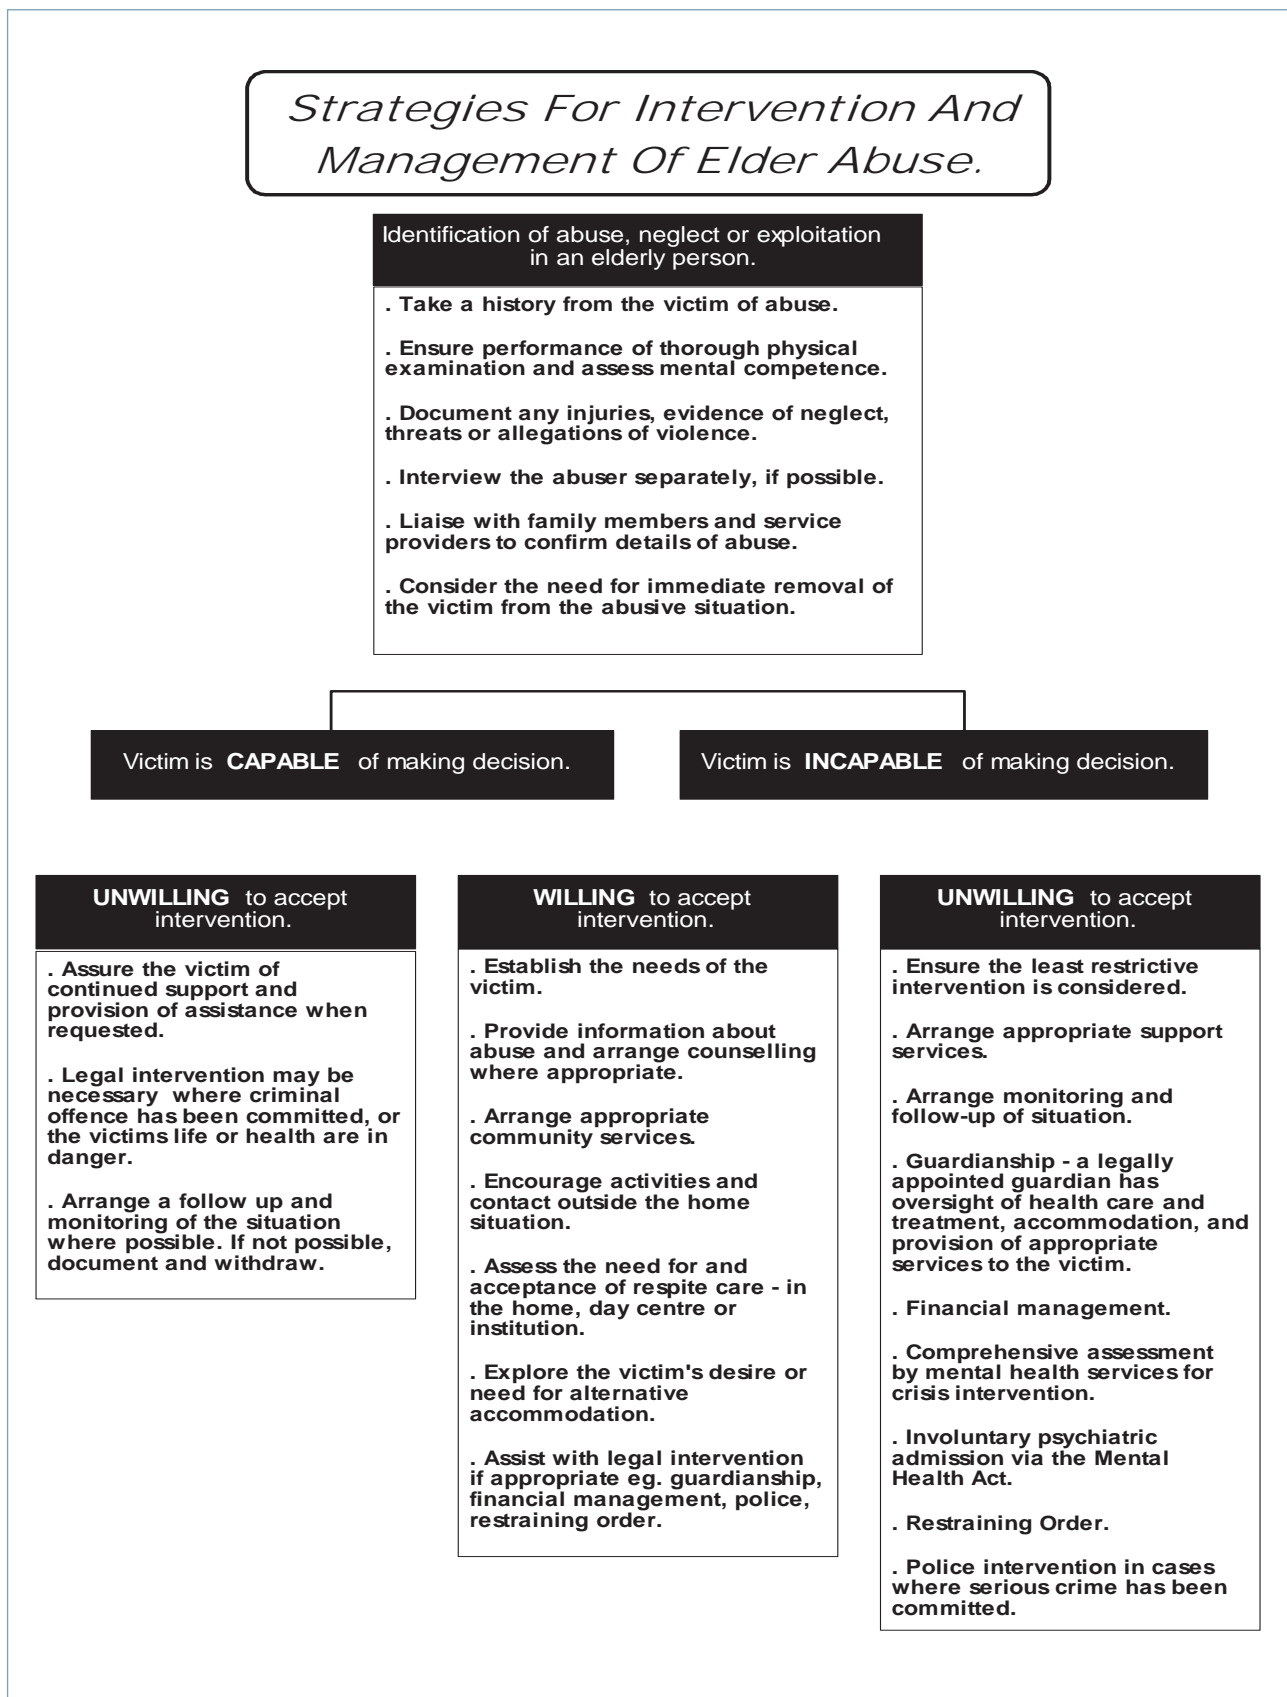 Strategies For Intervention And
Management Of Elder Abuse.
Identification of abuse, neglect or exploitation
in an elderly person.
. Take a history from the victim of abuse.
. Ensure performance of thorough physical
examination and assess mental competence.
. Document any injuries, evidence of neglect,
threats or allegations of violence.
. Interview the abuser separately, if possible.
. Liaise with family members and service
providers to confirm details of abuse.
. Consider the need for immediate removal of
the victim from the abusive situation.
Victim is CAPABLE of making decision.
Victim is INCAPABLE of making decision.
UNWILLING to accept
intervention.
. Assure the victim of
continued support and
provision of assistance when
requested.
. Legal intervention may be
necessary where criminal
offence has been committed, or
the victims life or health are in
danger.
. Arrange a follow up and
monitoring of the situation
where possible. If not possible,
document and withdraw.
WILLING to accept
intervention.
. Establish the needs of the
victim.
. Provide information about
abuse and arrange counselling
where appropriate.
. Arrange appropriate
community services.
. Encourage activities and
contact outside the home
situation.
. Assess the need for and
acceptance of respite care - in
the home, day centre or
institution.
. Explore the victim's desire or
need for alternative
accommodation.
. Assist with legal intervention
if appropriate eg. guardianship,
financial management, police,
restraining order.
UNWILLING to accept
intervention.
. Ensure the least restrictive
intervention is considered.
. Arrange appropriate support
services.
. Arrange monitoring and
follow-up of situation.
. Guardianship - a legally
appointed guardian has
oversight of health care and
treatment, accommodation, and
provision of appropriate
services to the victim.
. Financial management.
. Comprehensive assessment
by mental health services for
crisis intervention.
. Involuntary psychiatric
admission via the Mental
Health Act.
. Restraining Order.
. Police intervention in cases
where serious crime has been
committed.